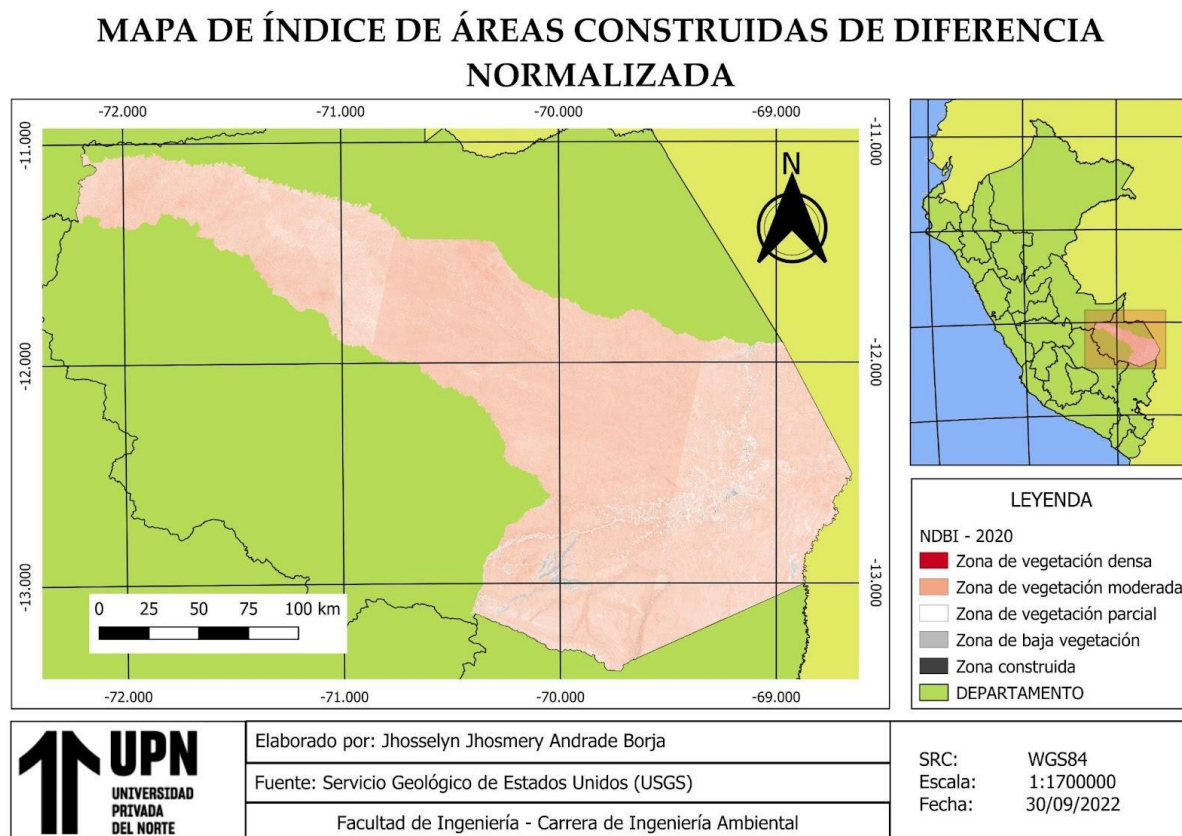 MAPA DE ÍNDICE DE ÁREAS CONSTRUIDAS DE DIFERENCIA
NORMALIZADA
-72.000 -71.000 -70.000 -69.000
-11.000 -11.000
N
-12.000 -12.000
-13.000 -13.000
0 25 50 75 100 km
-72.000 -71.000 -70.000 -69.000
LEYENDA
NDBI - 2020
Zona de vegetación densa
Zona de vegetación moderada
Zona de vegetación parcial
Zona de baja vegetación
Zona construida
DEPARTAMENTO
UPN
UNIVERSIDAD
PRIVADA
DEL NORTE
Elaborado por: Jhosselyn Jhosmery Andrade Borja
Fuente: Servicio Geológico de Estados Unidos (USGS)
Facultad de Ingeniería - Carrera de Ingeniería Ambiental
SRC: WGS84
Escala: 1:1700000
Fecha: 30/09/2022